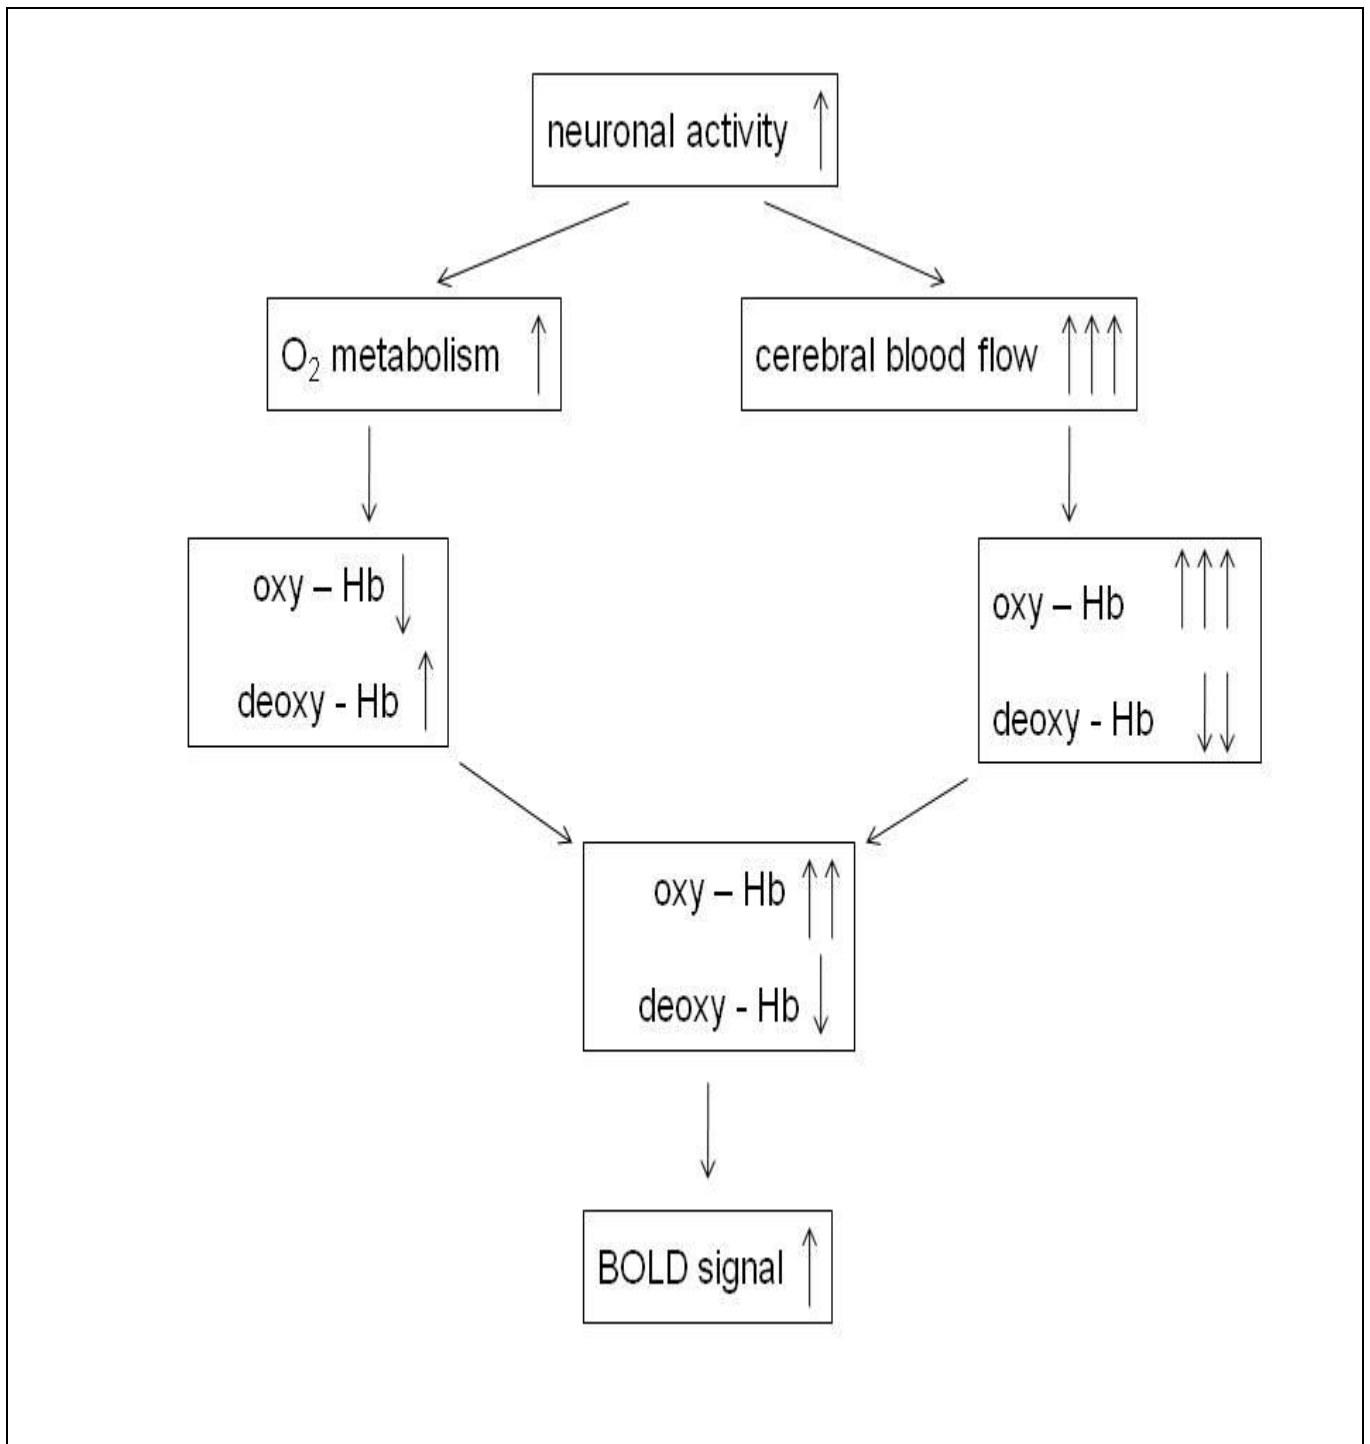 neuronal activity
O₂ metabolism
cerebral blood flow
oxy – Hb
deoxy - Hb
oxy – Hb
deoxy - Hb
oxy – Hb
deoxy - Hb
BOLD signal